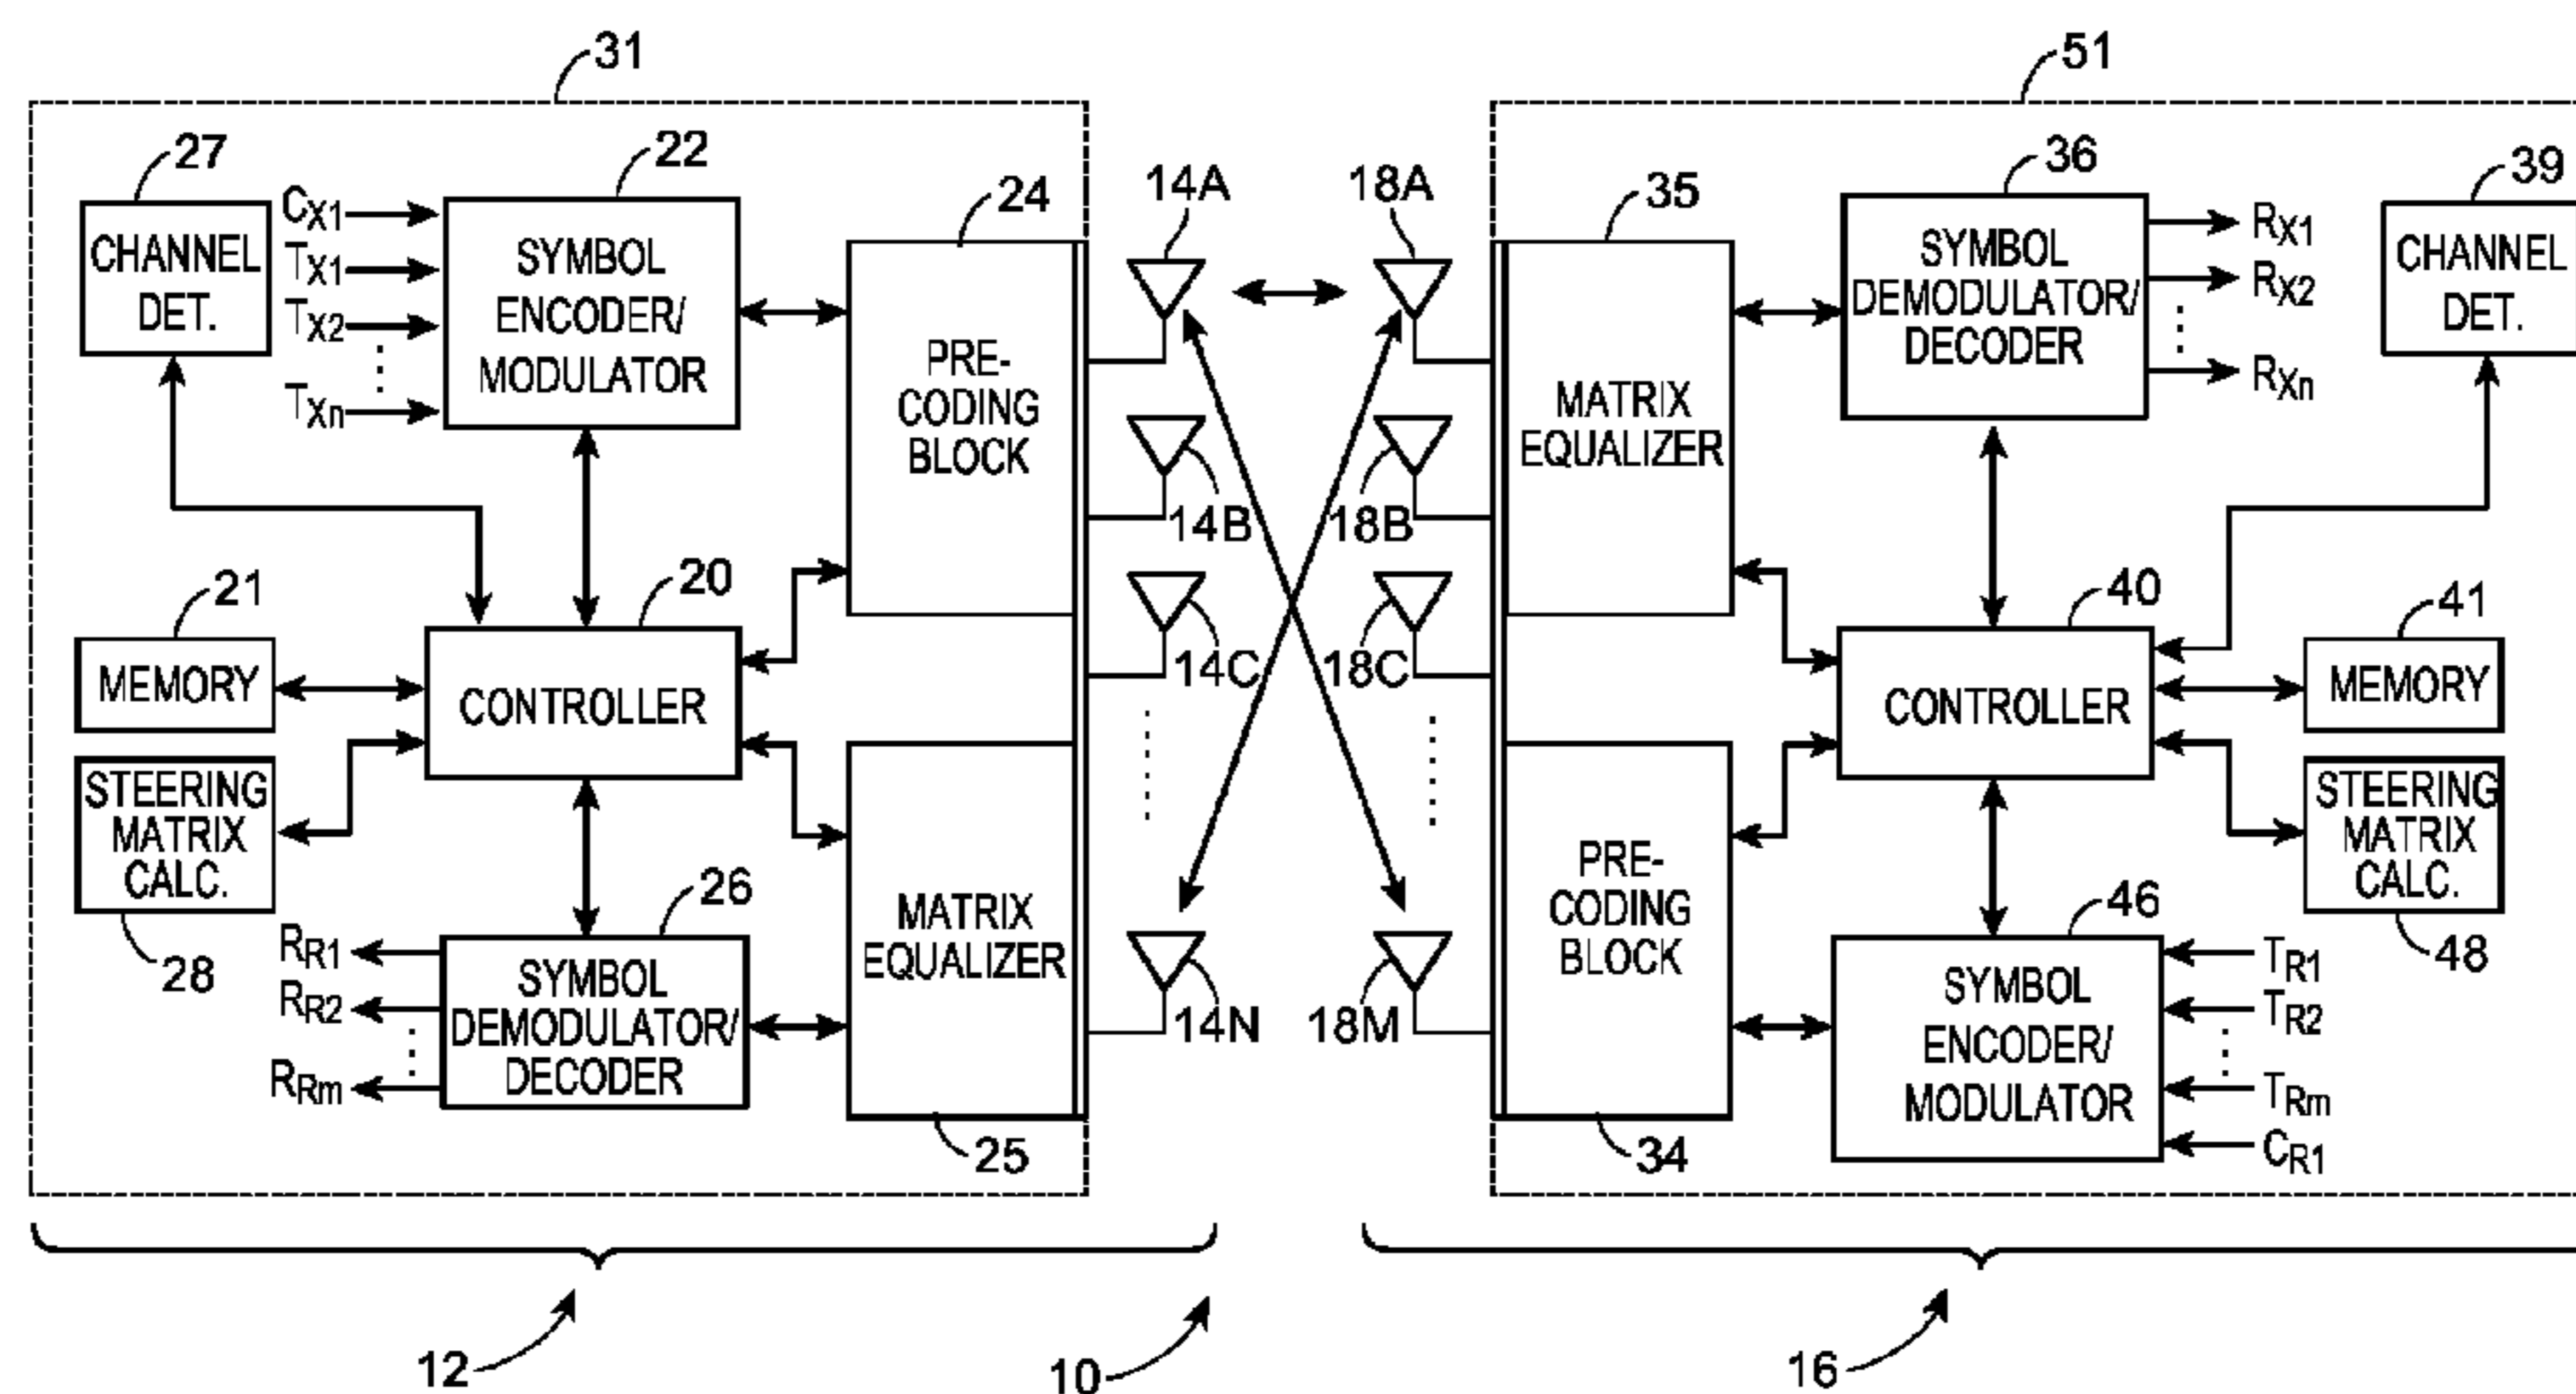 31
51
27
22
24
14A
18A
35
36
39
CHANNEL
DET.
CX1
TX1
TX2
TXn
SYMBOL
ENCODER/
MODULATOR
PRE-
CODING
BLOCK
14B
18B
14C
18C
14N
18M
MATRIX
EQUALIZER
SYMBOL
DEMODULATOR/
DECODER
RX1
RX2
RXn
CHANNEL
DET.
21
MEMORY
20
CONTROLLER
40
CONTROLLER
41
MEMORY
STEERING
MATRIX
CALC.
28
26
SYMBOL
DEMODULATOR/
DECODER
RR1
RR2
RRm
MATRIX
EQUALIZER
25
PRE-
CODING
BLOCK
34
46
SYMBOL
ENCODER/
MODULATOR
STEERING
MATRIX
CALC.
48
TR1
TR2
TRm
CR1
12
10
16